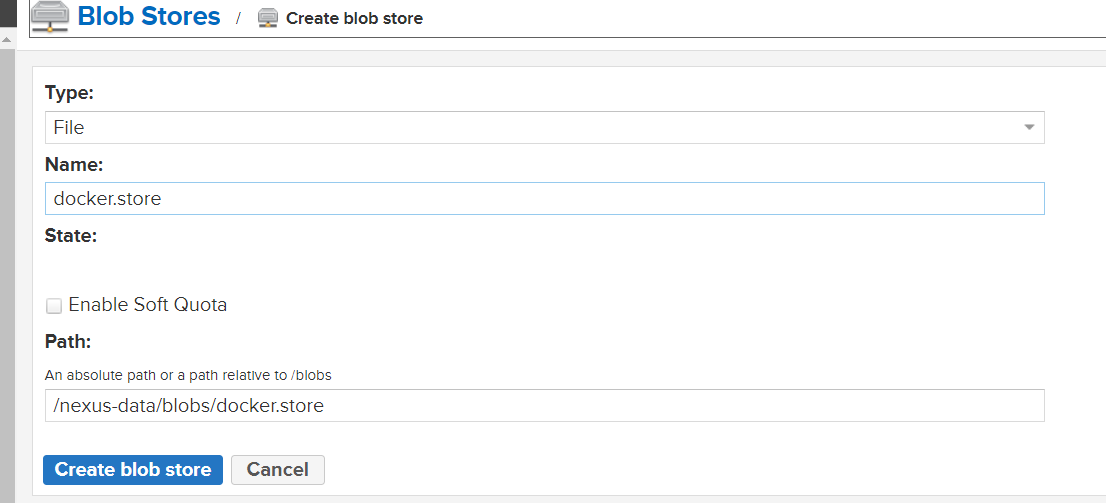 Blob Stores / Create blob store
Type:
File
Name:
docker.store
State:
Enable Soft Quota
Path:
An absolute path or a path relative to /blobs
/nexus-data/blobs/docker.store
Create blob store Cancel